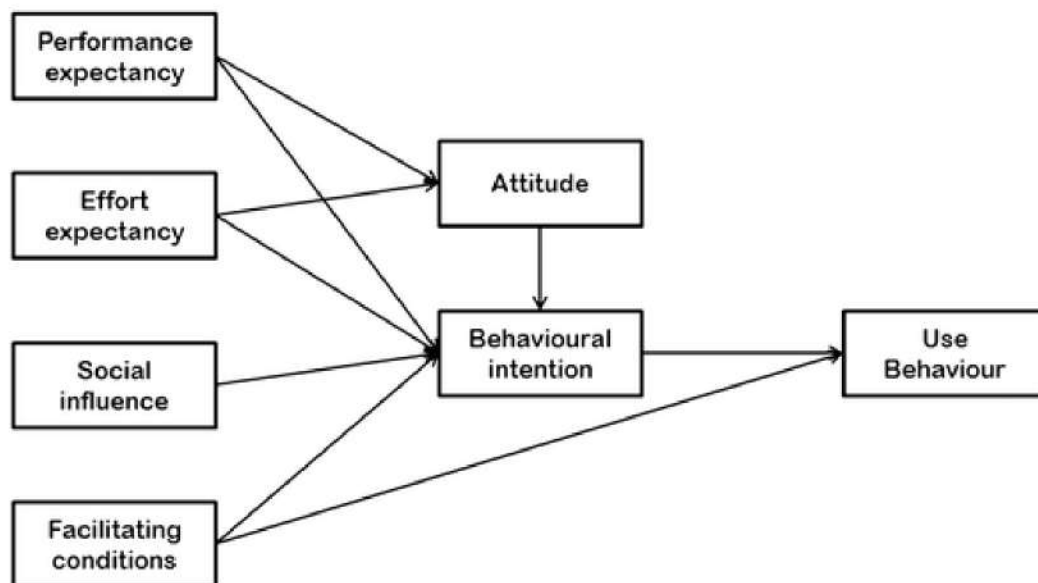 Performance
expectancy
Effort
expectancy
Social
influence
Facilitating
conditions
Attitude
Behavioural
intention
Use
Behaviour